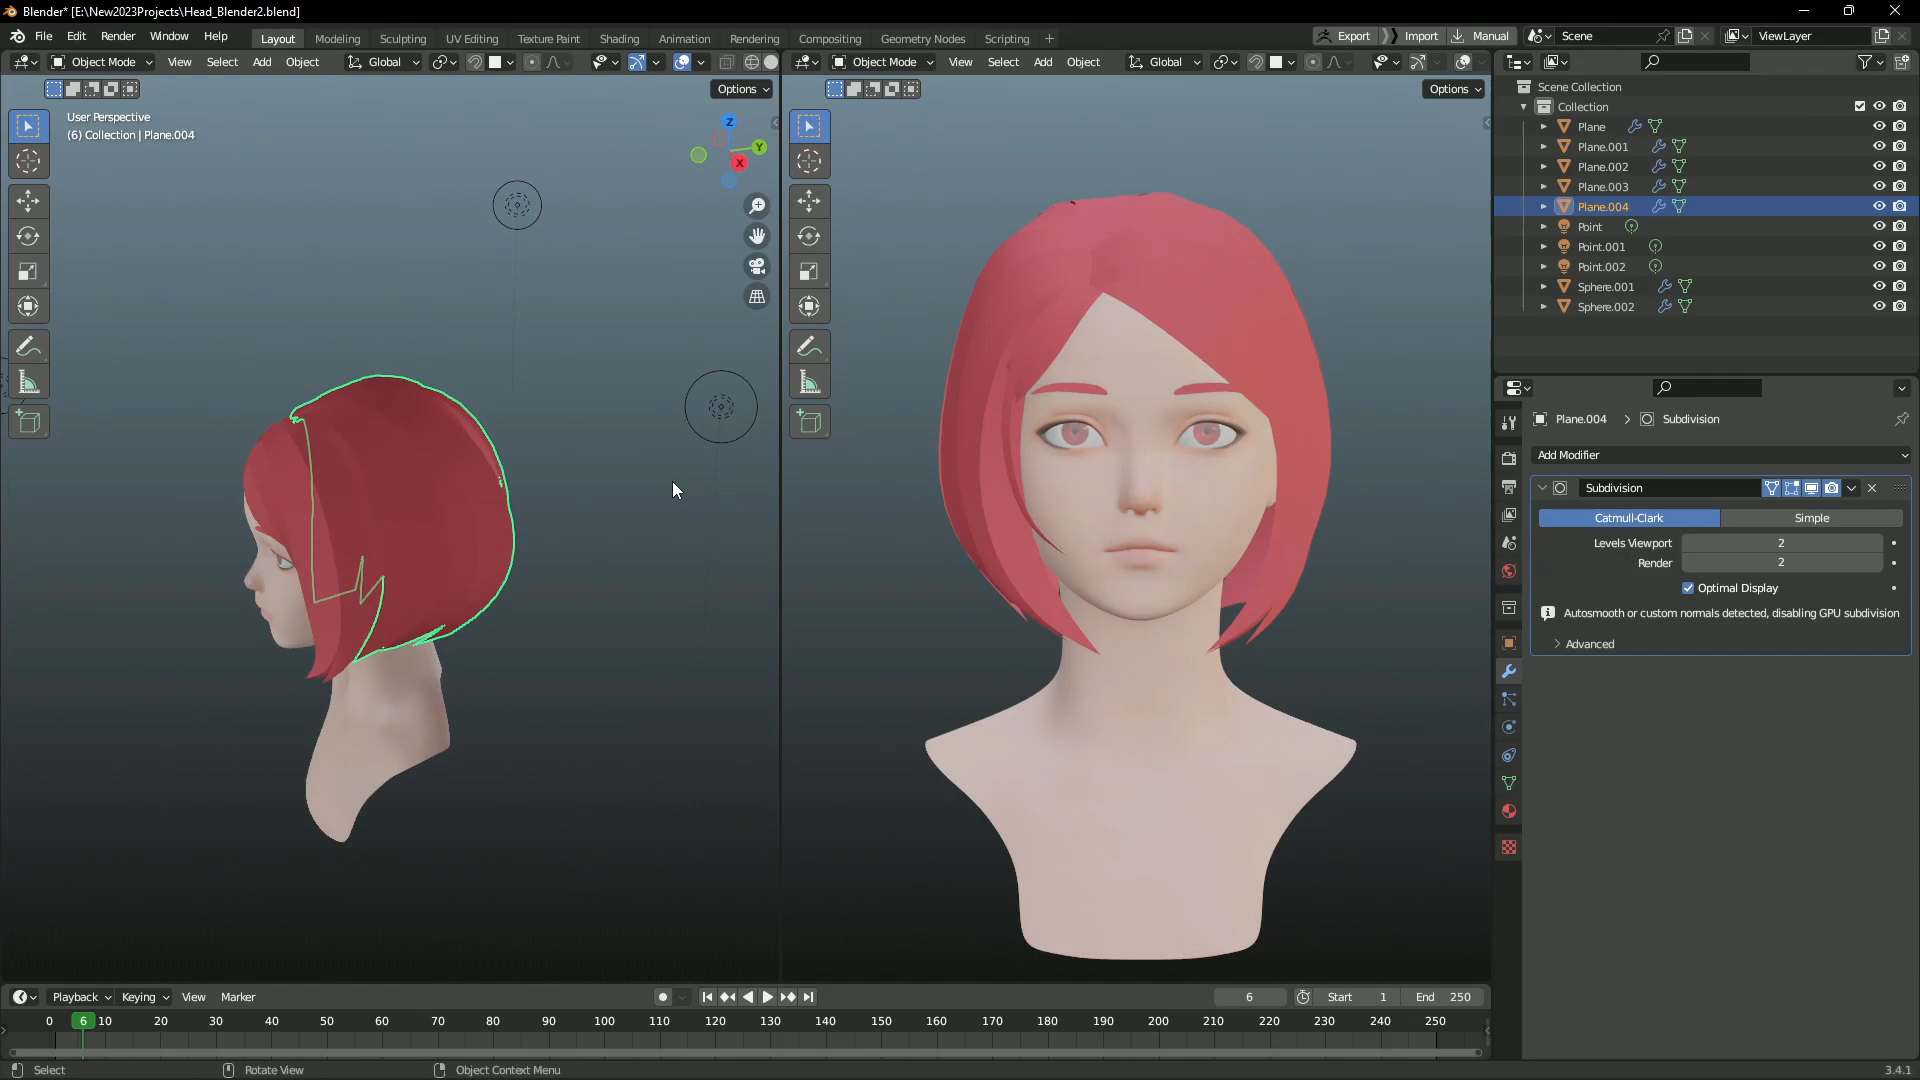 Blender* [E:\New2023Projects\Head_Blender2.blend]
File Edit Render Window Help
Layout Modeling Sculpting UV Editing Texture Paint Shading Animation Rendering Compositing Geometry Nodes Scripting +
Export Import Manual
Scene
ViewLayer
Object Mode View Select Add Object Global
Object Mode View Select Add Object Global
Options
Options
User Perspective
(6) Collection | Plane.004
Z
Y
X
Scene Collection
Collection
Plane
Plane.001
Plane.002
Plane.003
Plane.004
Point
Point.001
Point.002
Sphere.001
Sphere.002
Plane.004 > Subdivision
Add Modifier
Subdivision
Catmull-Clark Simple
Levels Viewport 2
Render 2
Optimal Display
Autosmooth or custom normals detected, disabling GPU subdivision
Advanced
Playback Keying View Marker
6 Start 1 End 250
0 6 10 20 30 40 50 60 70 80 90 100 110 120 130 140 150 160 170 180 190 200 210 220 230 240 250
Select Rotate View Object Context Menu
3.4.1